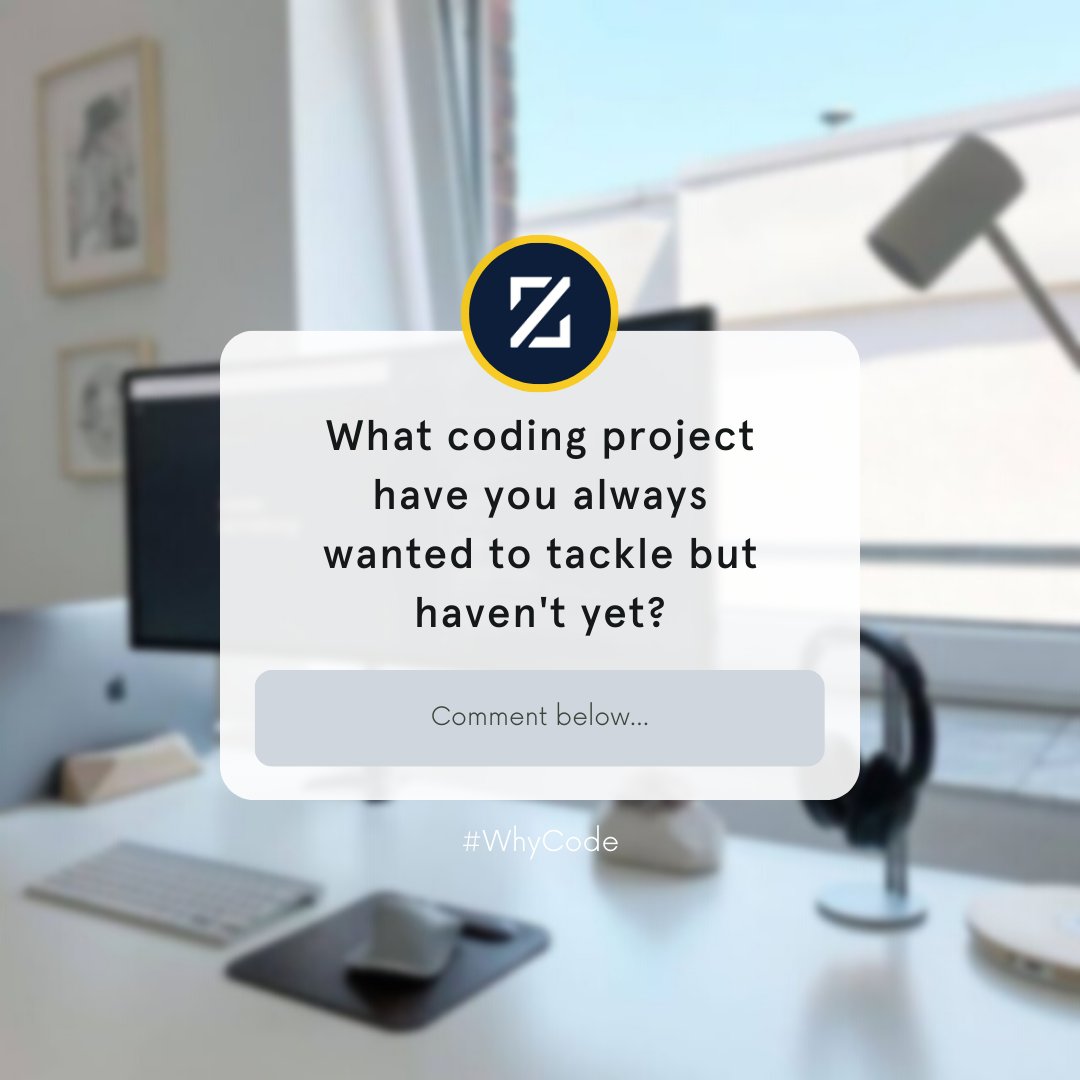 Z
What coding project
have you always
wanted to tackle but
haven't yet?
Comment below...
#WhyCode